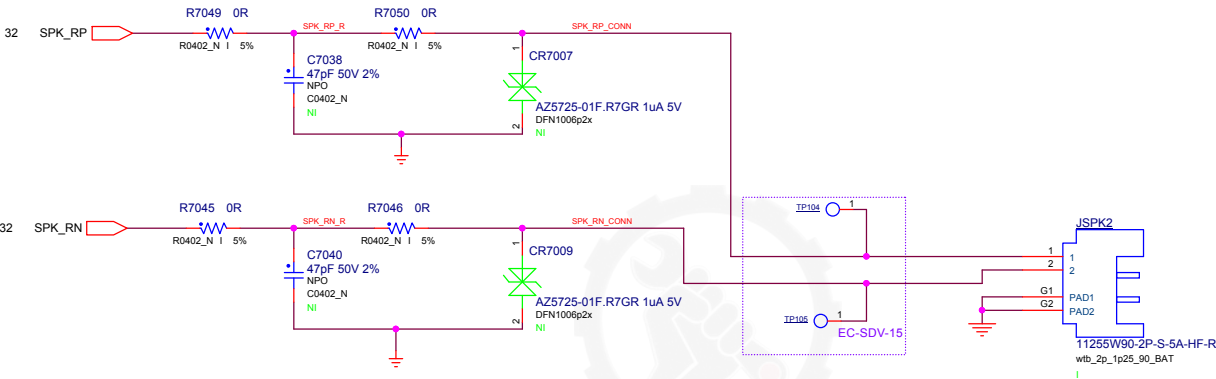 R7049 0R
R7050 0R
32 SPK_RP
SPK_RP_R
SPK_RP_CONN
R0402_N I 5%
R0402_N I 5%
1
CR7007
C7038
47pF 50V 2%
NPO
C0402_N
NI
AZ5725-01F.R7GR 1uA 5V
DFN1006p2x
2
NI
R7045 0R
R7046 0R
32 SPK_RN
SPK_RN_R
SPK_RN_CONN
R0402_N I 5%
R0402_N I 5%
1
CR7009
C7040
47pF 50V 2%
NPO
C0402_N
NI
AZ5725-01F.R7GR 1uA 5V
DFN1006p2x
2
NI
TP104 1
TP105 1
EC-SDV-15
JSPK2
1 1
2 2
G1 PAD1
G2 PAD2
11255W90-2P-S-5A-HF-R
wtb_2p_1p25_90_BAT
I